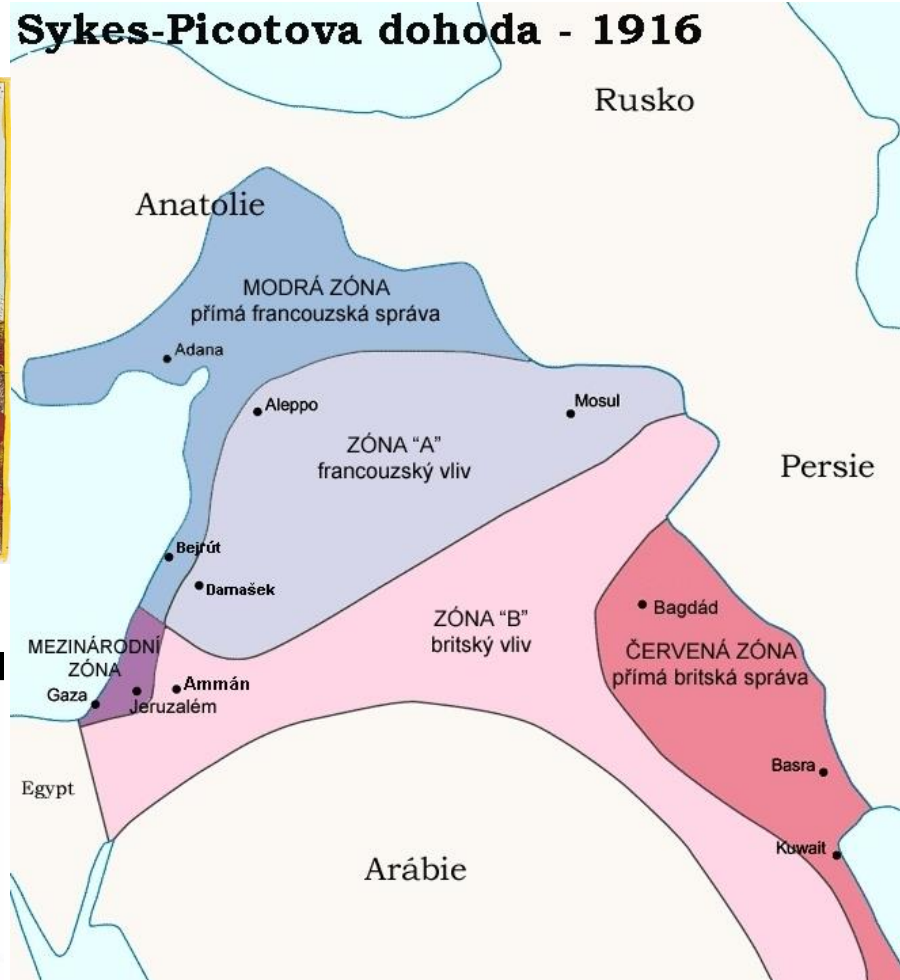 Sykes-Picotova dohoda - 1916
Rusko
Anatolie
MODRÁ ZÓNA
přímá francouzská správa
Adana
Aleppo
Mosul
ZÓNA “A”
francouzský vliv
Persie
Bejrút
Damašek
Bagdád
ZÓNA “B”
britský vliv
MEZINÁRODNÍ
ZÓNA
ČERVENÁ ZÓNA
přímá britská správa
Gaza
Ammán
Jeruzalém
Basra
Egypt
Kuwait
Arábie